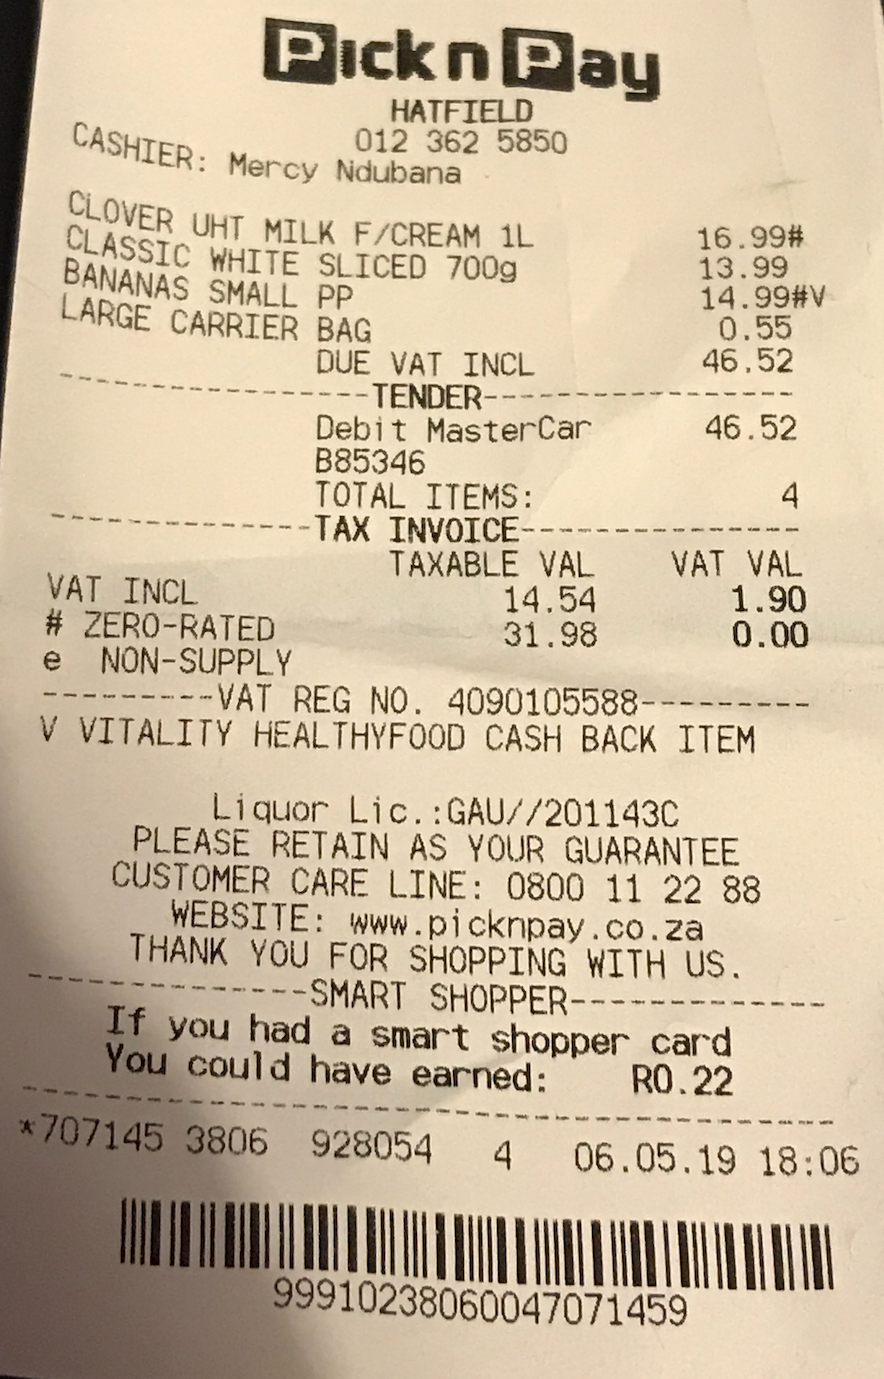 Pick n Pay
HATFIELD
012 362 5850
CASHIER: Mercy Ndubana
CLOVER UHT MILK F/CREAM 1L 16.99#
CLASSIC WHITE SLICED 700g 13.99
BANANAS SMALL PP 14.99#V
LARGE CARRIER BAG 0.55
DUE VAT INCL 46.52
-----------------TENDER-----------------
Debit MasterCar 46.52
B85346
TOTAL ITEMS: 4
--------------TAX INVOICE---------------
TAXABLE VAL VAT VAL
VAT INCL 14.54 1.90
# ZERO-RATED 31.98 0.00
e NON-SUPPLY
---------VAT REG NO. 4090105588---------
V VITALITY HEALTHYFOOD CASH BACK ITEM
Liquor Lic.:GAU//201143C
PLEASE RETAIN AS YOUR GUARANTEE
CUSTOMER CARE LINE: 0800 11 22 88
WEBSITE: www.picknpay.co.za
THANK YOU FOR SHOPPING WITH US.
--------------SMART SHOPPER-------------
If you had a smart shopper card
You could have earned: R0.22
----------------------------------------
*707145 3806 928054 4 06.05.19 18:06
99910238060047071459